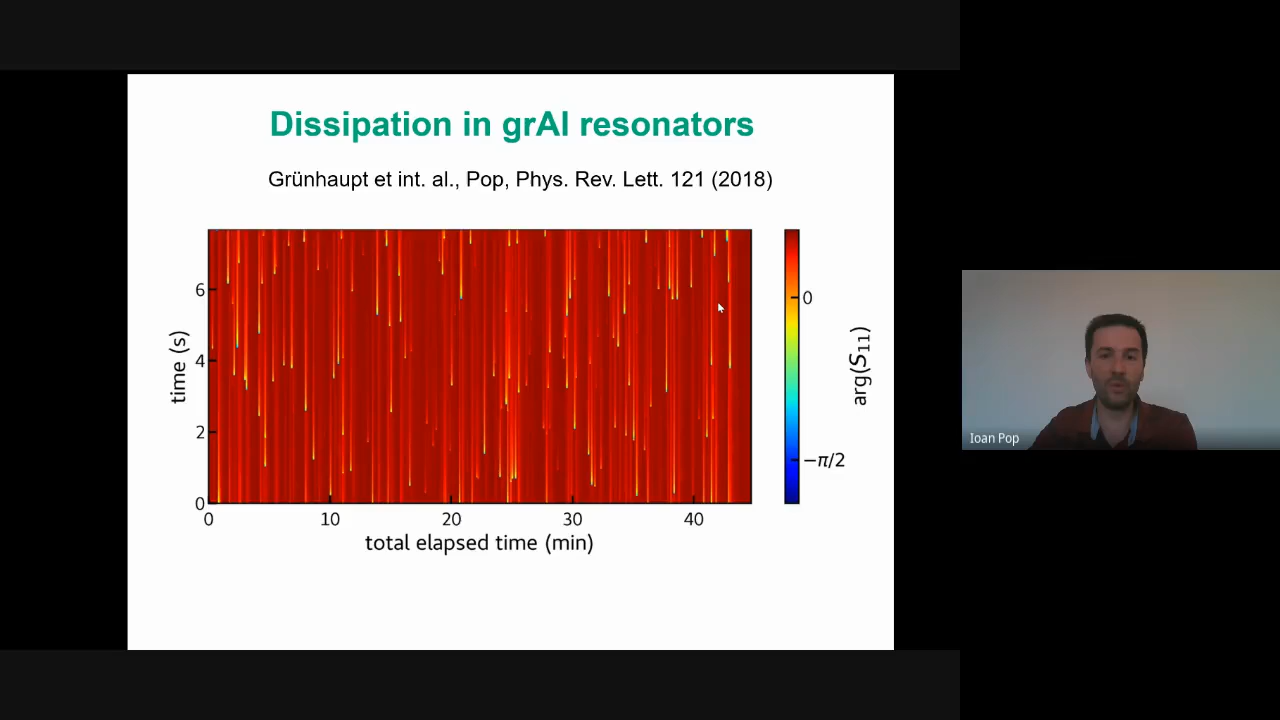 Dissipation in grAl resonators
Grünhaupt et int. al., Pop, Phys. Rev. Lett. 121 (2018)
time (s)
6
4
2
0
0 10 20 30 40
total elapsed time (min)
0
−π/2
arg(S₁₁)
Ioan Pop